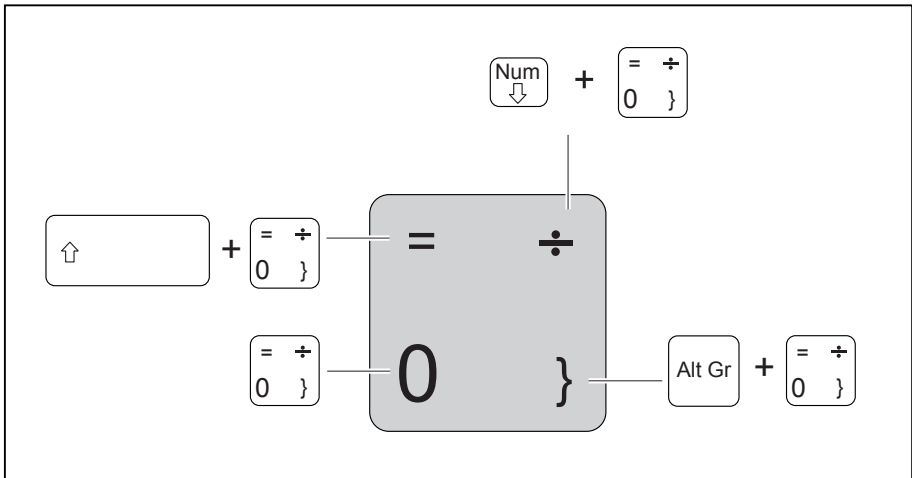 Num + = ÷
⇩ 0 }
⇧ + = ÷
0 }
= ÷
0 }
= ÷
0 }
Alt Gr + = ÷
0 }